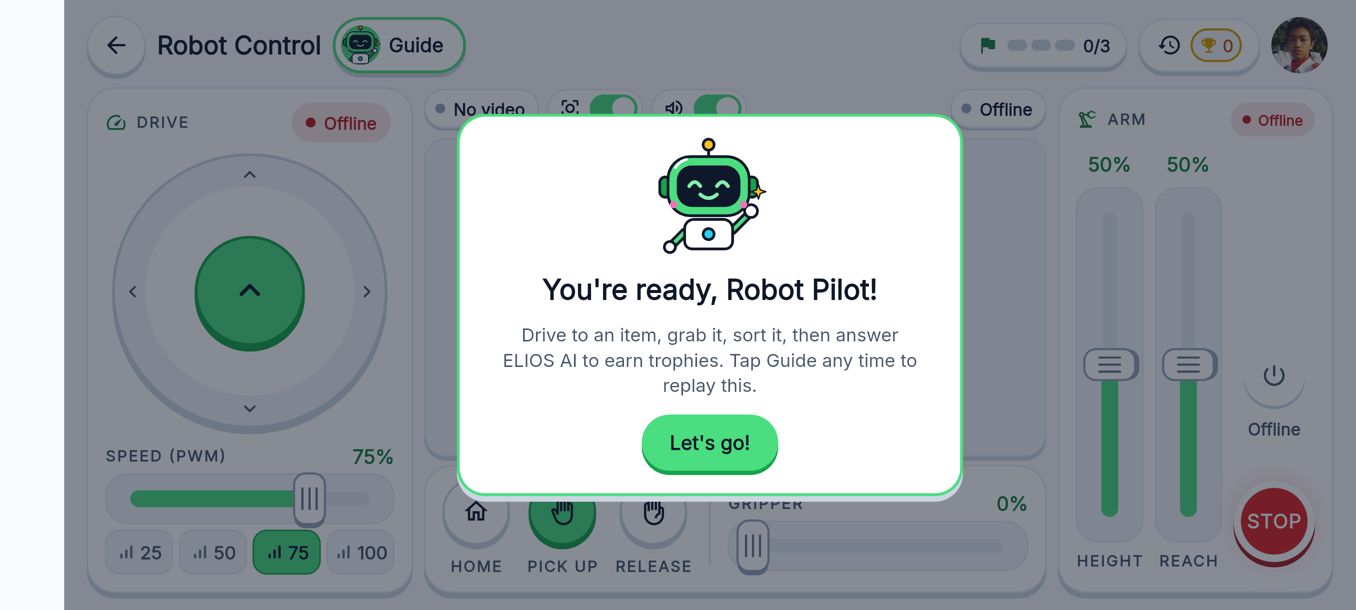 Robot Control
Guide
0/3
0
DRIVE
Offline
No video
Offline
ARM
Offline
50%
50%
You're ready, Robot Pilot!
Drive to an item, grab it, sort it, then answer
ELIOS AI to earn trophies. Tap Guide any time to
replay this.
Let's go!
Offline
SPEED (PWM)
75%
25
50
75
100
HOME
PICK UP
RELEASE
GRIPPER
0%
HEIGHT
REACH
STOP